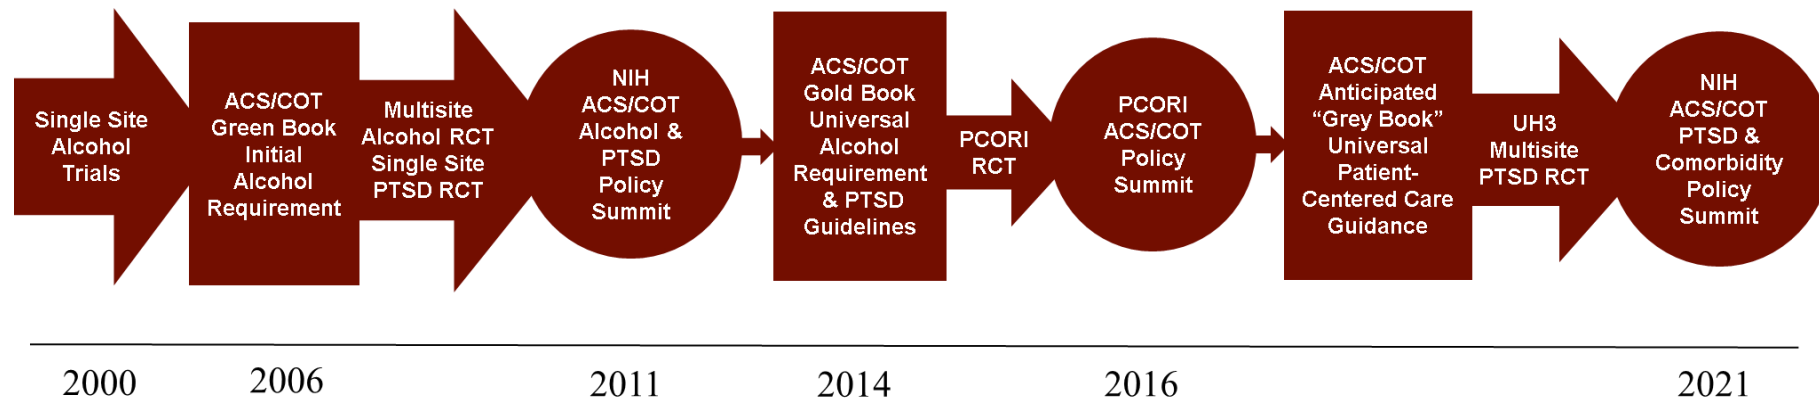 Single Site
Alcohol
Trials
ACS/COT
Green Book
Initial
Alcohol
Requirement
Multisite
Alcohol RCT
Single Site
PTSD RCT
NIH
ACS/COT
Alcohol &
PTSD
Policy
Summit
ACS/COT
Gold Book
Universal
Alcohol
Requirement
& PTSD
Guidelines
PCORI
RCT
PCORI
ACS/COT
Policy
Summit
ACS/COT
Anticipated
“Grey Book”
Universal
Patient-
Centered Care
Guidance
UH3
Multisite
PTSD RCT
NIH
ACS/COT
PTSD &
Comorbidity
Policy
Summit
2000
2006
2011
2014
2016
2021